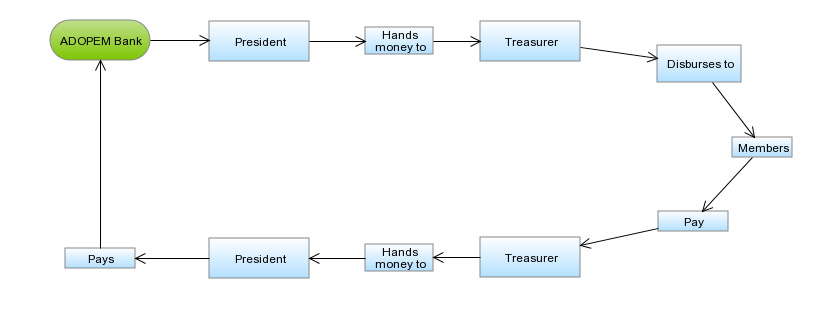 ADOPEM Bank
President
Hands
money to
Treasurer
Disburses to
Members
Pay
Treasurer
Hands
money to
President
Pays